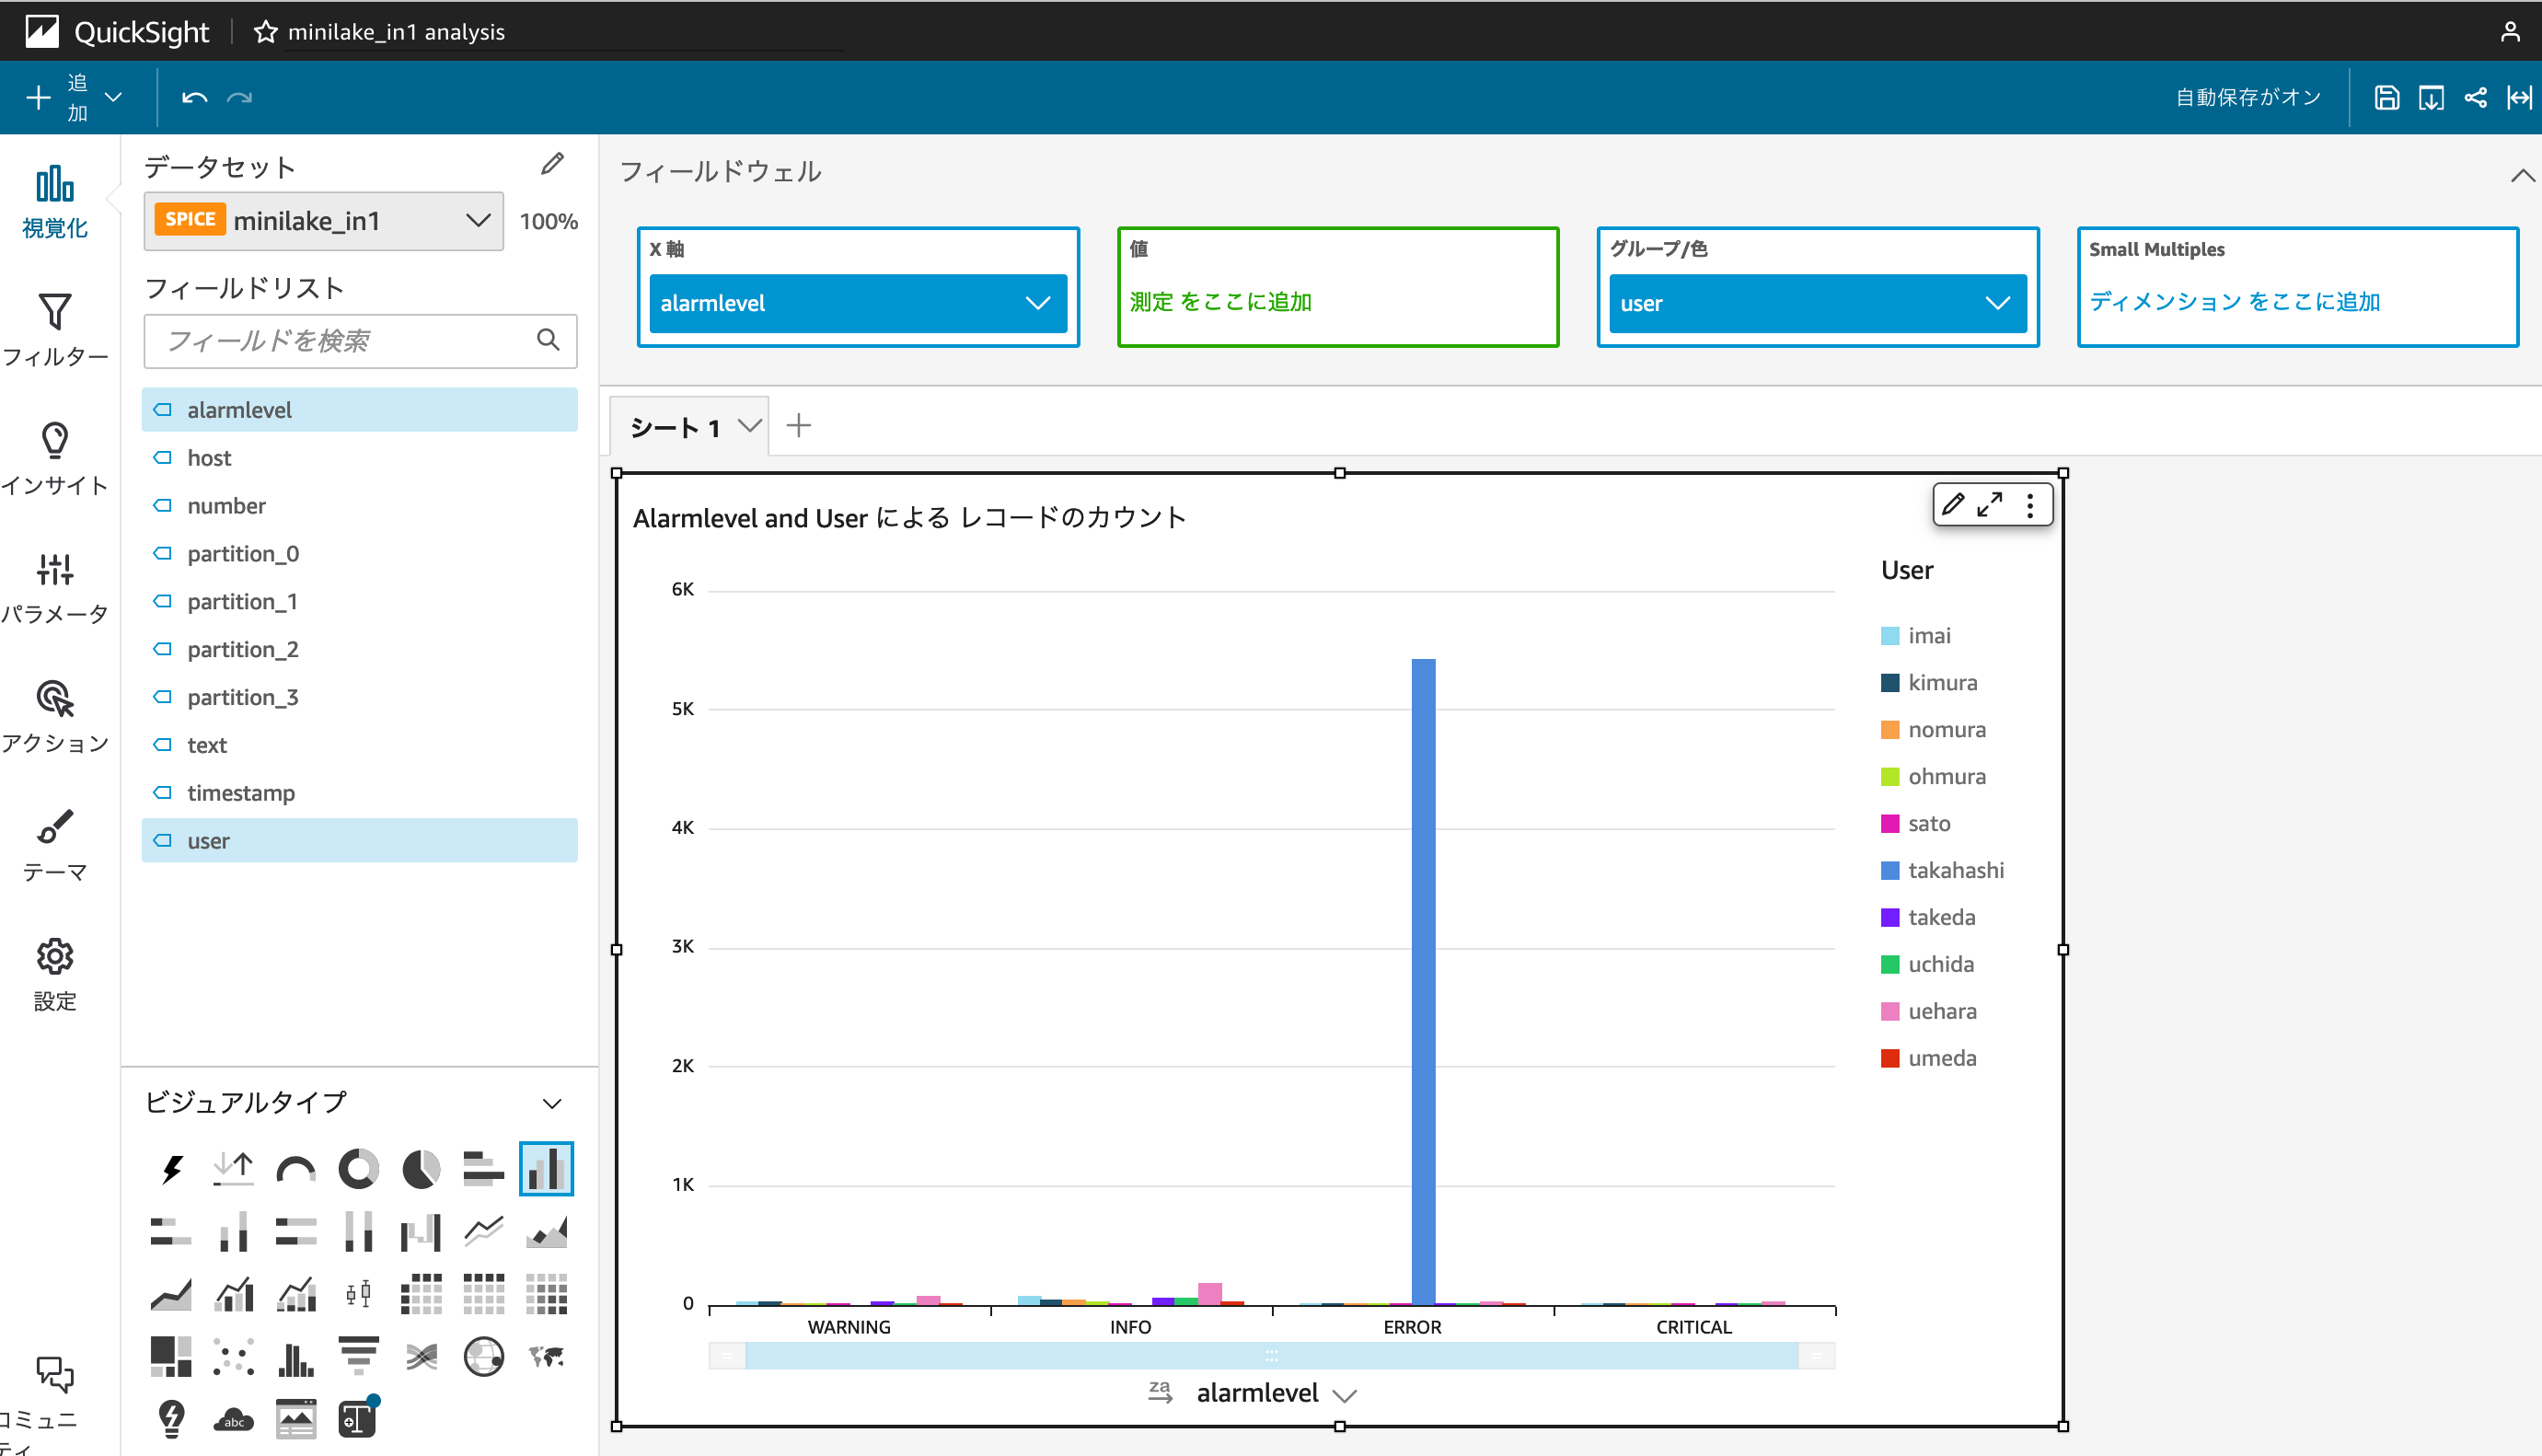 QuickSight
minilake_in1 analysis
追
加
自動保存がオン
視覚化
フィルター
インサイト
パラメータ
アクション
テーマ
設定
コミュニ
ティ
データセット
SPICE minilake_in1 100%
フィールドリスト
フィールドを検索
alarmlevel
host
number
partition_0
partition_1
partition_2
partition_3
text
timestamp
user
ビジュアルタイプ
abc
フィールドウェル
X 軸
alarmlevel
値
測定 をここに追加
グループ/色
user
Small Multiples
ディメンション をここに追加
シート 1
Alarmlevel and User による レコードのカウント
6K
5K
4K
3K
2K
1K
0
WARNING INFO ERROR CRITICAL
za alarmlevel
User
imai
kimura
nomura
ohmura
sato
takahashi
takeda
uchida
uehara
umeda